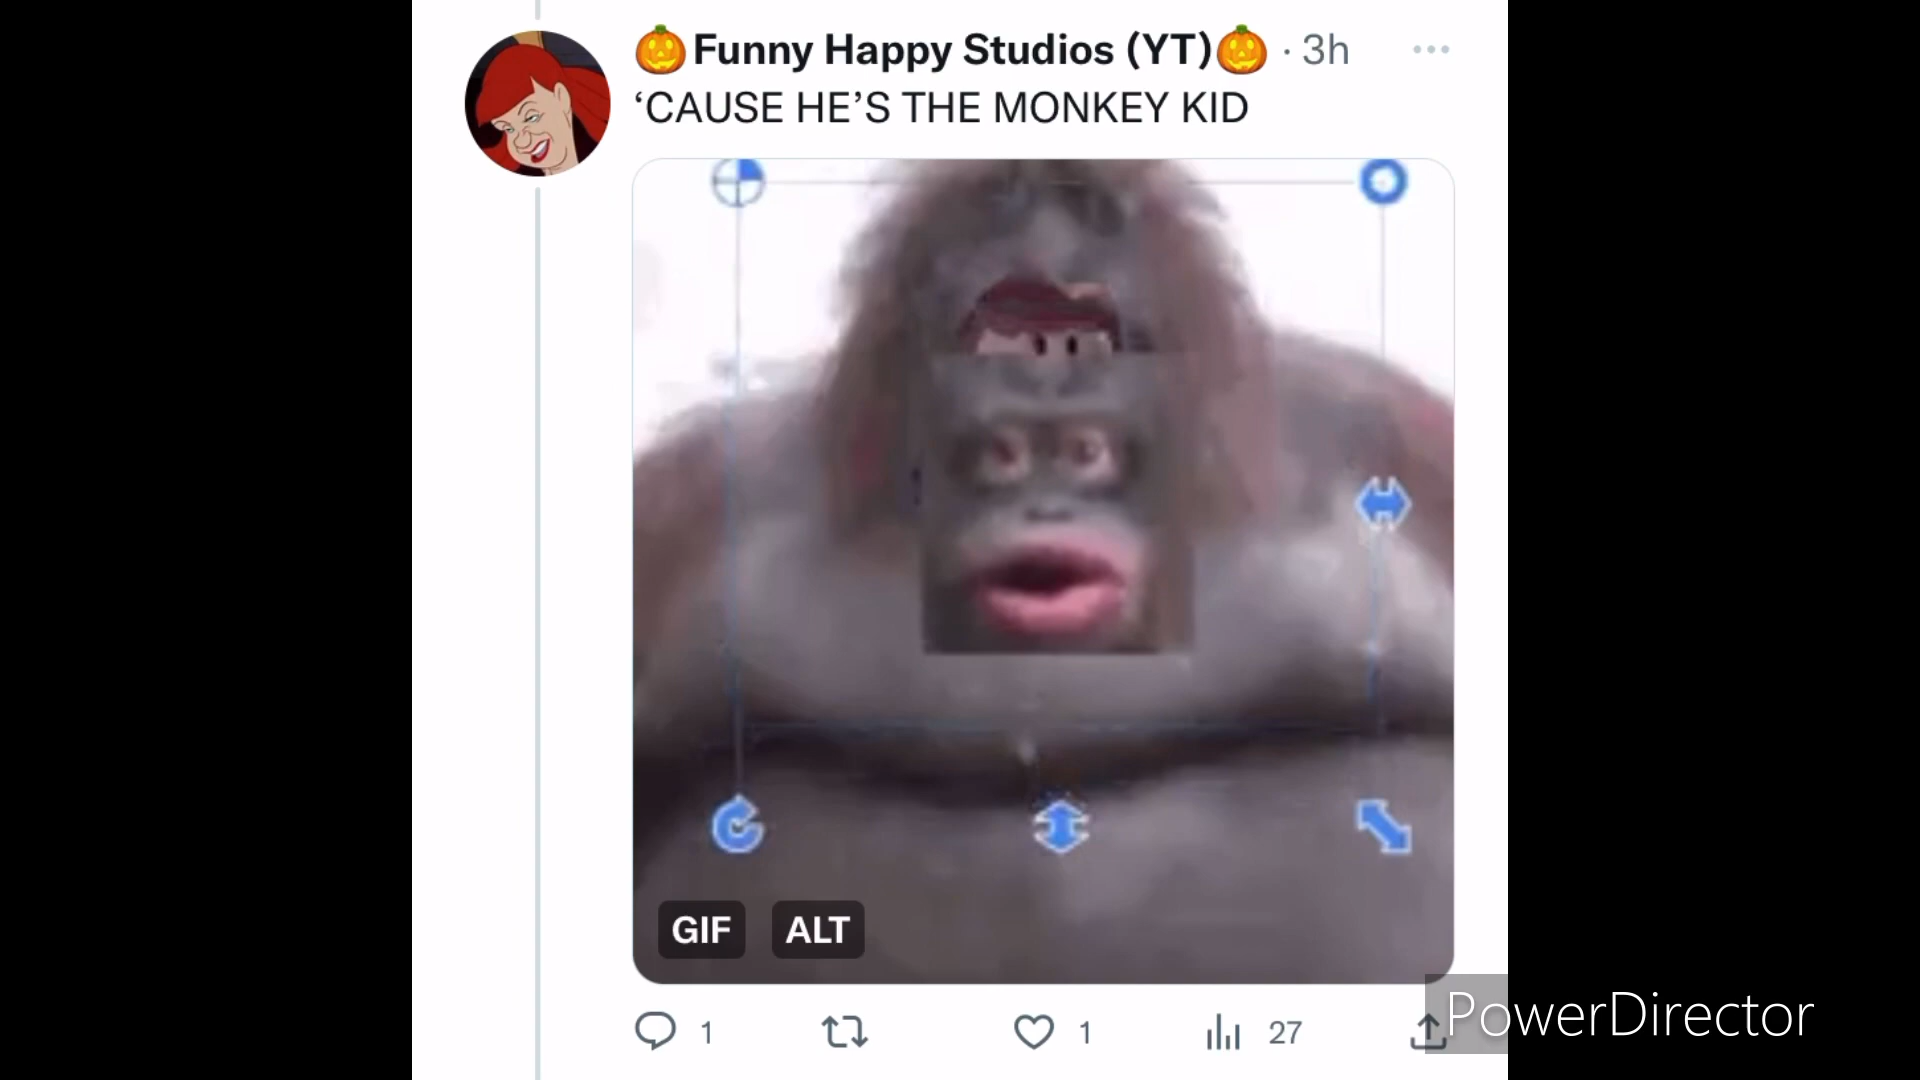 🎃Funny Happy Studios (YT)🎃 · 3h
‘CAUSE HE’S THE MONKEY KID
GIF ALT
1 1 27
PowerDirector